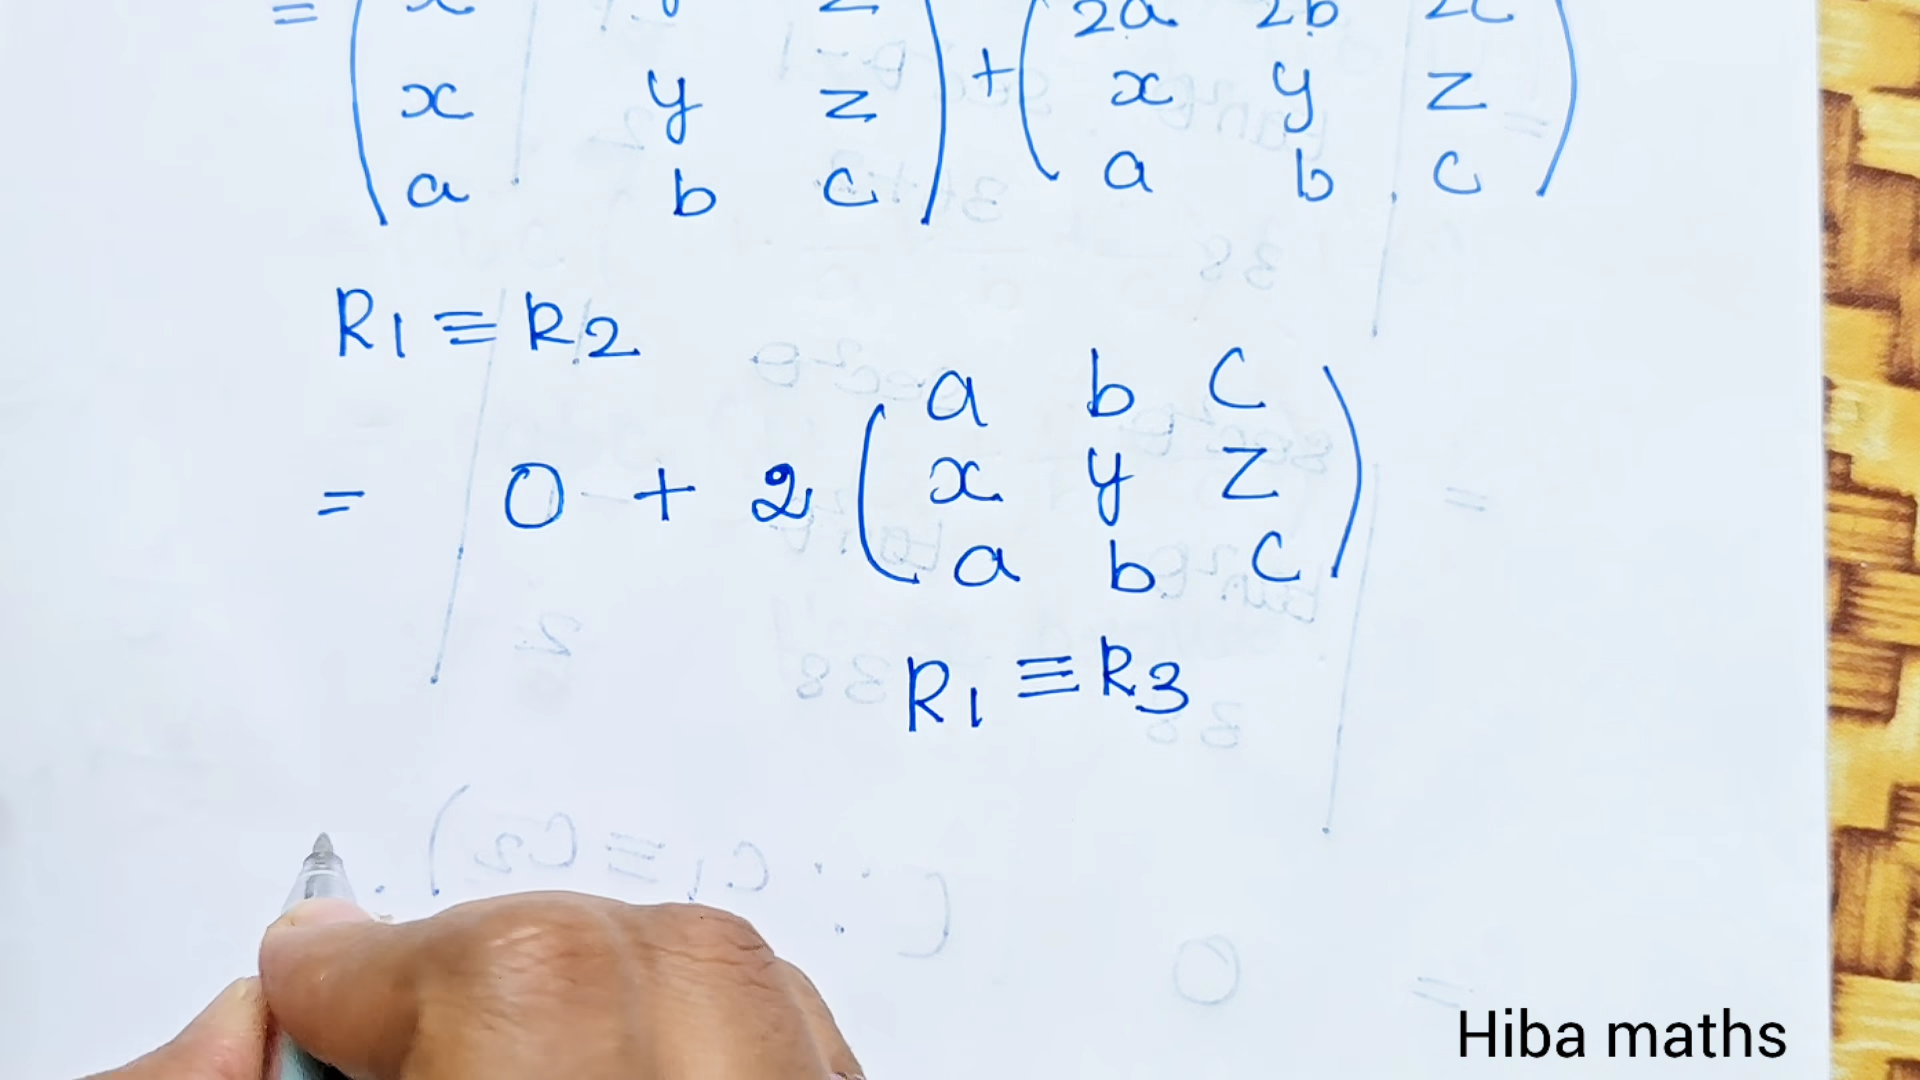 = ( x y z ) + ( 2a 2b 2c )
x y z x y z
a b c a b c
R1 ≡ R2
a b c
= 0 + 2 ( x y z )
a b c
R1 ≡ R3
Hiba maths